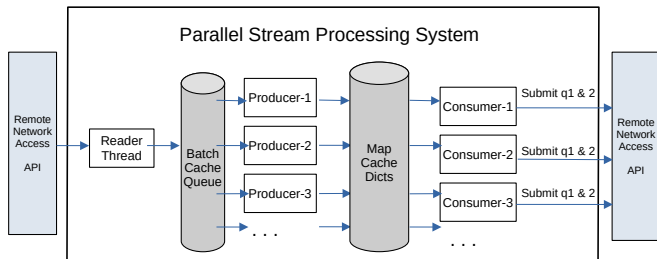 Parallel Stream Processing System
Remote
Network
Access
API
Reader
Thread
Batch
Cache
Queue
Producer-1
Producer-2
Producer-3
. . .
Map
Cache
Dicts
Consumer-1
Consumer-2
Consumer-3
. . .
Submit q1 & 2
Submit q1 & 2
Submit q1 & 2
Remote
Network
Access
API